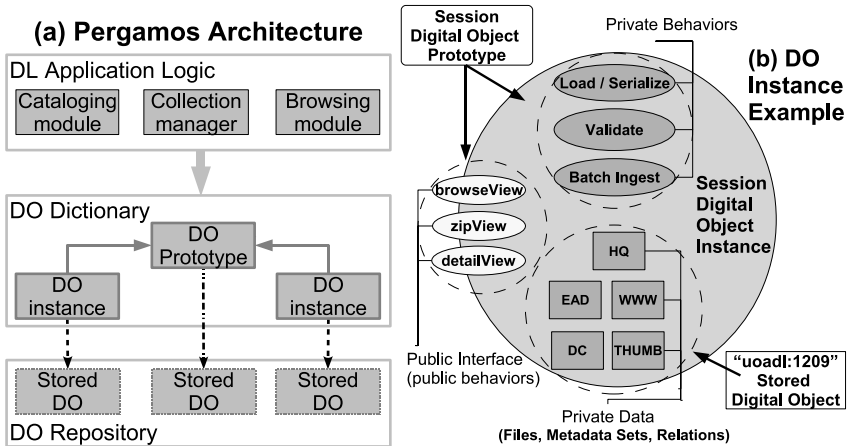 (a) Pergamos Architecture
DL Application Logic
Cataloging
module
Collection
manager
Browsing
module
DO Dictionary
DO
Prototype
DO
instance
DO
instance
Stored
DO
Stored
DO
Stored
DO
DO Repository
Session
Digital Object
Prototype
Private Behaviors
(b) DO
Instance
Example
Load / Serialize
Validate
Batch Ingest
browseView
zipView
detailView
Session
Digital
Object
Instance
HQ
EAD
WWW
DC
THUMB
Public Interface
(public behaviors)
"uoadl:1209"
Stored
Digital Object
Private Data
(Files, Metadata Sets, Relations)